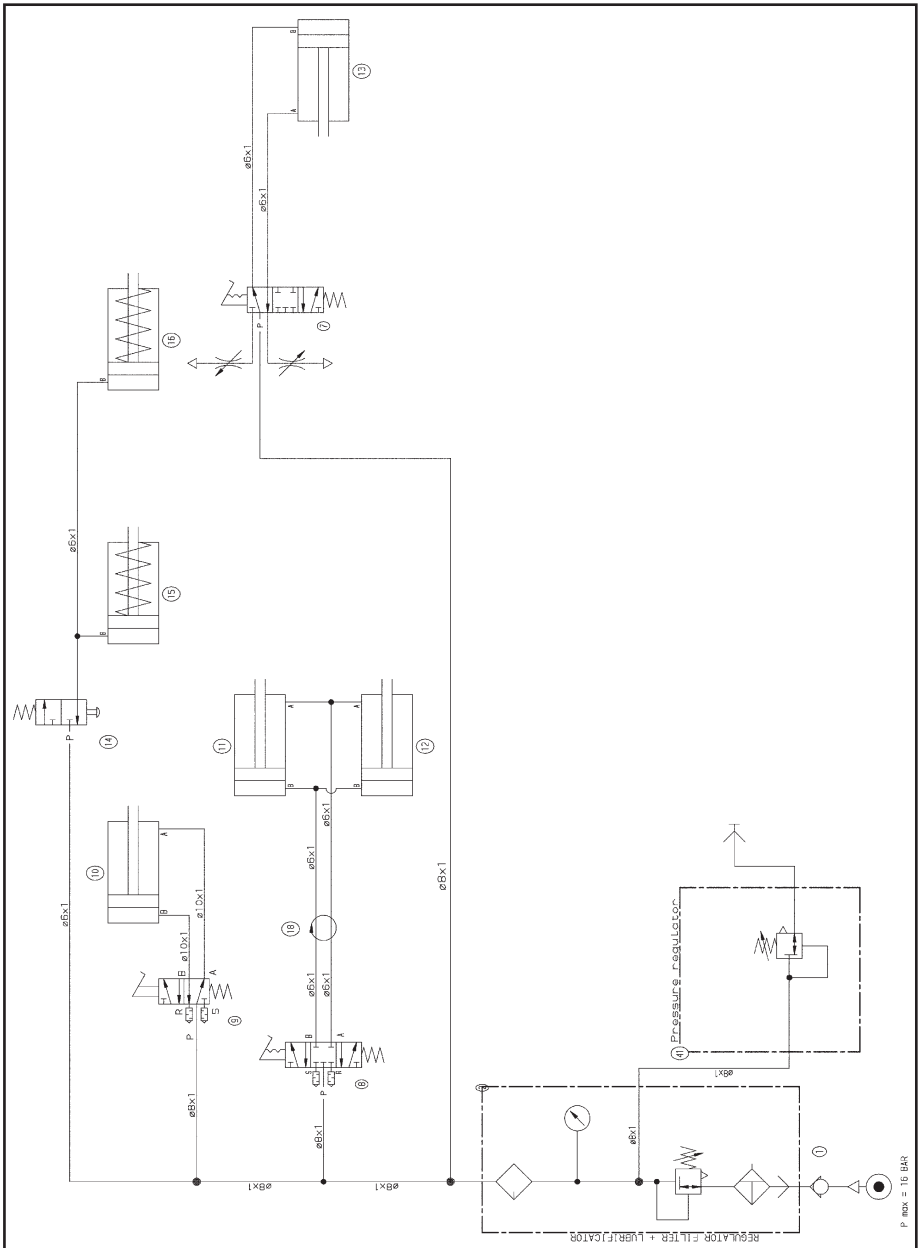 B
A
13
ø6x1
ø6x1
7
P
16
B
ø6x1
15
B
14
P
ø6x1
10
B
A
ø10x1
ø10x1
B
A
R
S
P
9
ø8x1
11
12
B
A
B
A
ø6x1
ø6x1
18
ø6x1
ø6x1
B
A
S
R
P
8
ø8x1
ø8x1
ø8x1
ø8x1
Pressure regulator
41
ø8x1
ø8x1
REGULATOR FILTER + LUBRIFICATOR
1
P max = 16 BAR